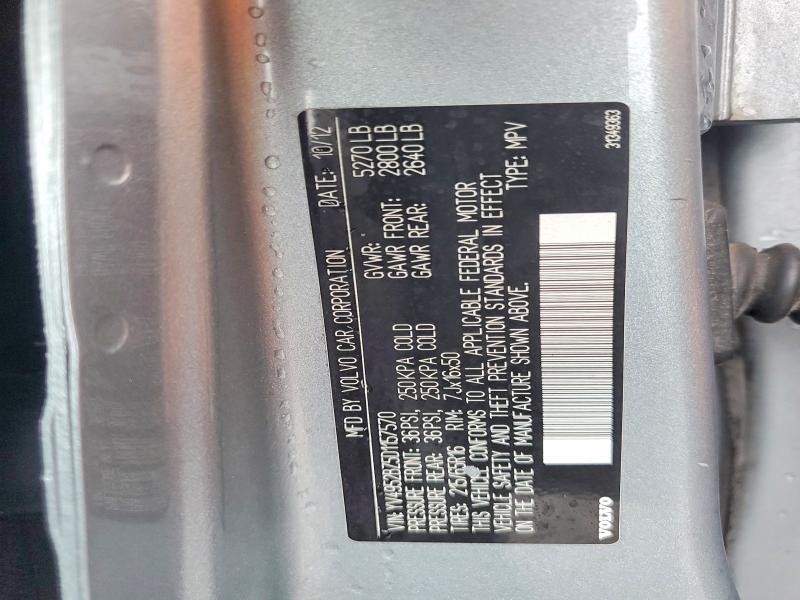 MFD BY VOLVO CAR CORPORATION DATE: 10/12
VIN: YV4952BZ5D1157570 GVWR: 5270 LB
PRESSURE FRONT: 36PSI, 250KPA COLD GAWR FRONT: 2800 LB
PRESSURE REAR: 36PSI, 250KPA COLD GAWR REAR: 2640 LB
TIRES: 215/65R16 RIM: 7Jx16x50
THIS VEHICLE CONFORMS TO ALL APPLICABLE FEDERAL MOTOR
VEHICLE SAFETY AND THEFT PREVENTION STANDARDS IN EFFECT
ON THE DATE OF MANUFACTURE SHOWN ABOVE. TYPE: MPV
VOLVO 31349363